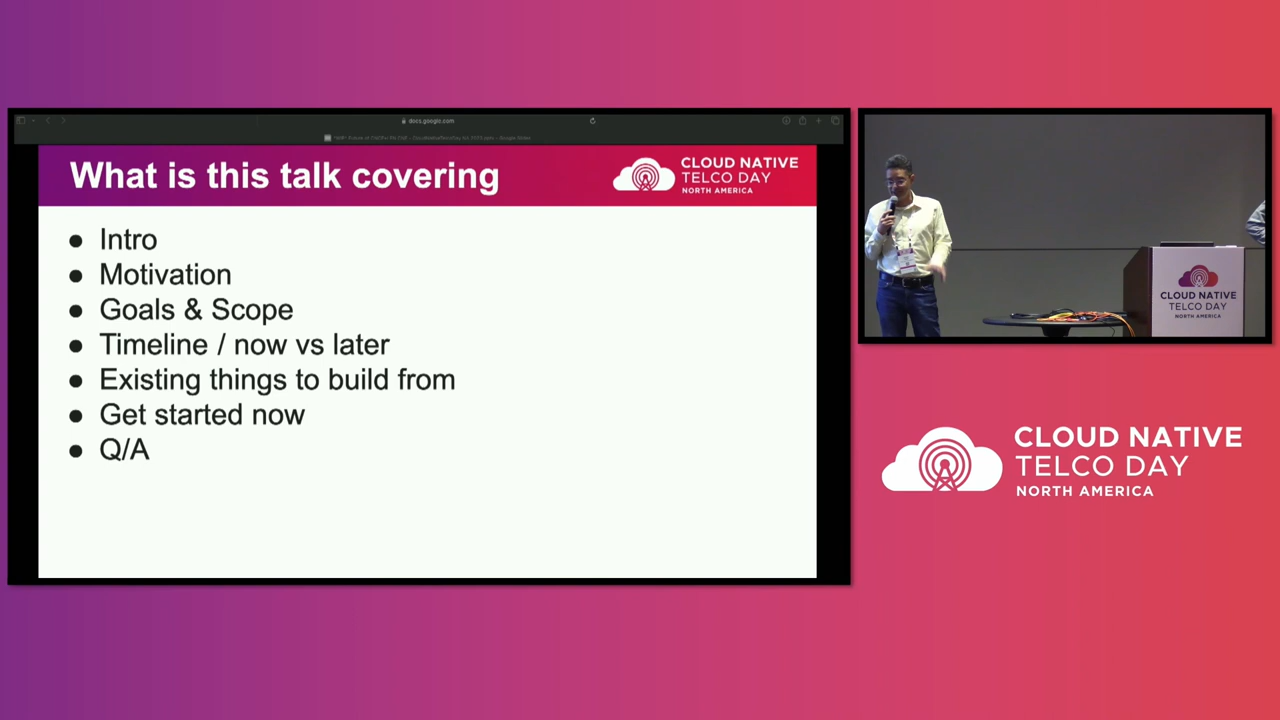 docs.google.com
What is this talk covering
CLOUD NATIVE
TELCO DAY
NORTH AMERICA
● Intro
● Motivation
● Goals & Scope
● Timeline / now vs later
● Existing things to build from
● Get started now
● Q/A
CLOUD NATIVE
TELCO DAY
NORTH AMERICA
CLOUD NATIVE
TELCO DAY
NORTH AMERICA